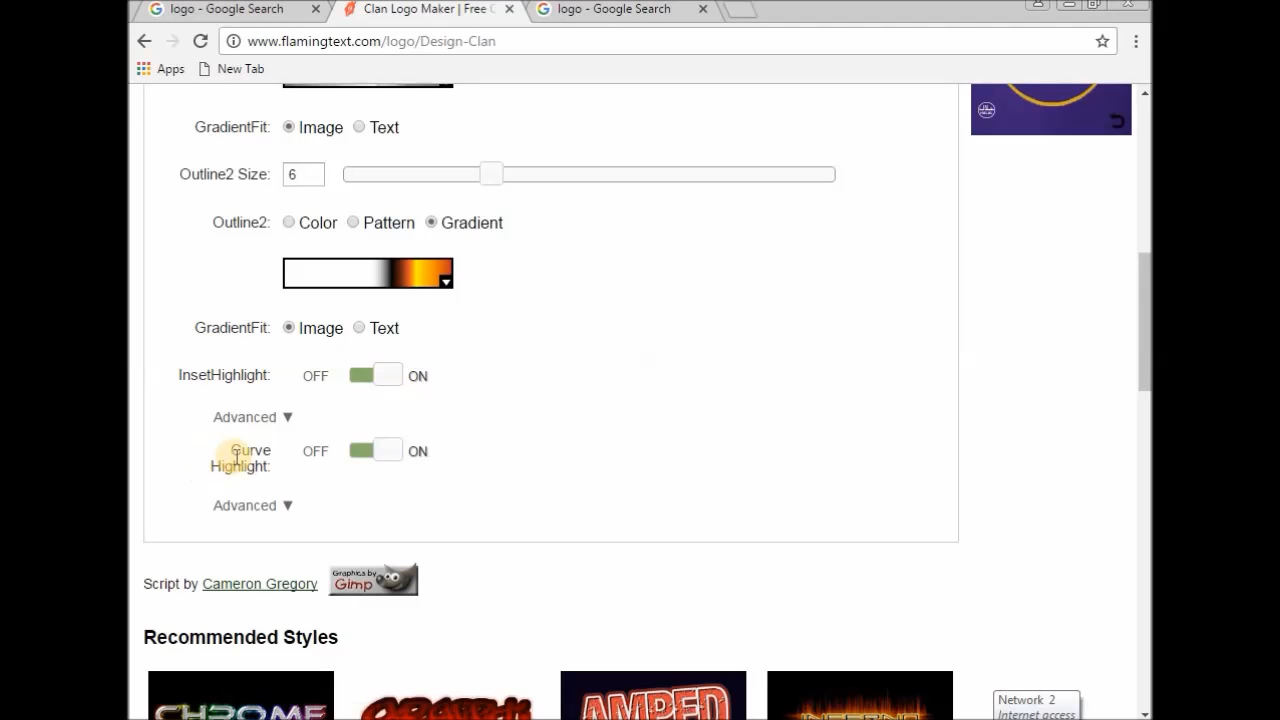 logo - Google Search
Clan Logo Maker | Free C
logo - Google Search
www.flamingtext.com/logo/Design-Clan
Apps
New Tab
GradientFit: Image Text
Outline2 Size: 6
Outline2: Color Pattern Gradient
GradientFit: Image Text
InsetHighlight: OFF ON
Advanced ▼
Curve
Highlight: OFF ON
Advanced ▼
Script by Cameron Gregory
Graphics by
Gimp
Recommended Styles
CHROME
AMPED
INFERNO
Network 2
Internet access